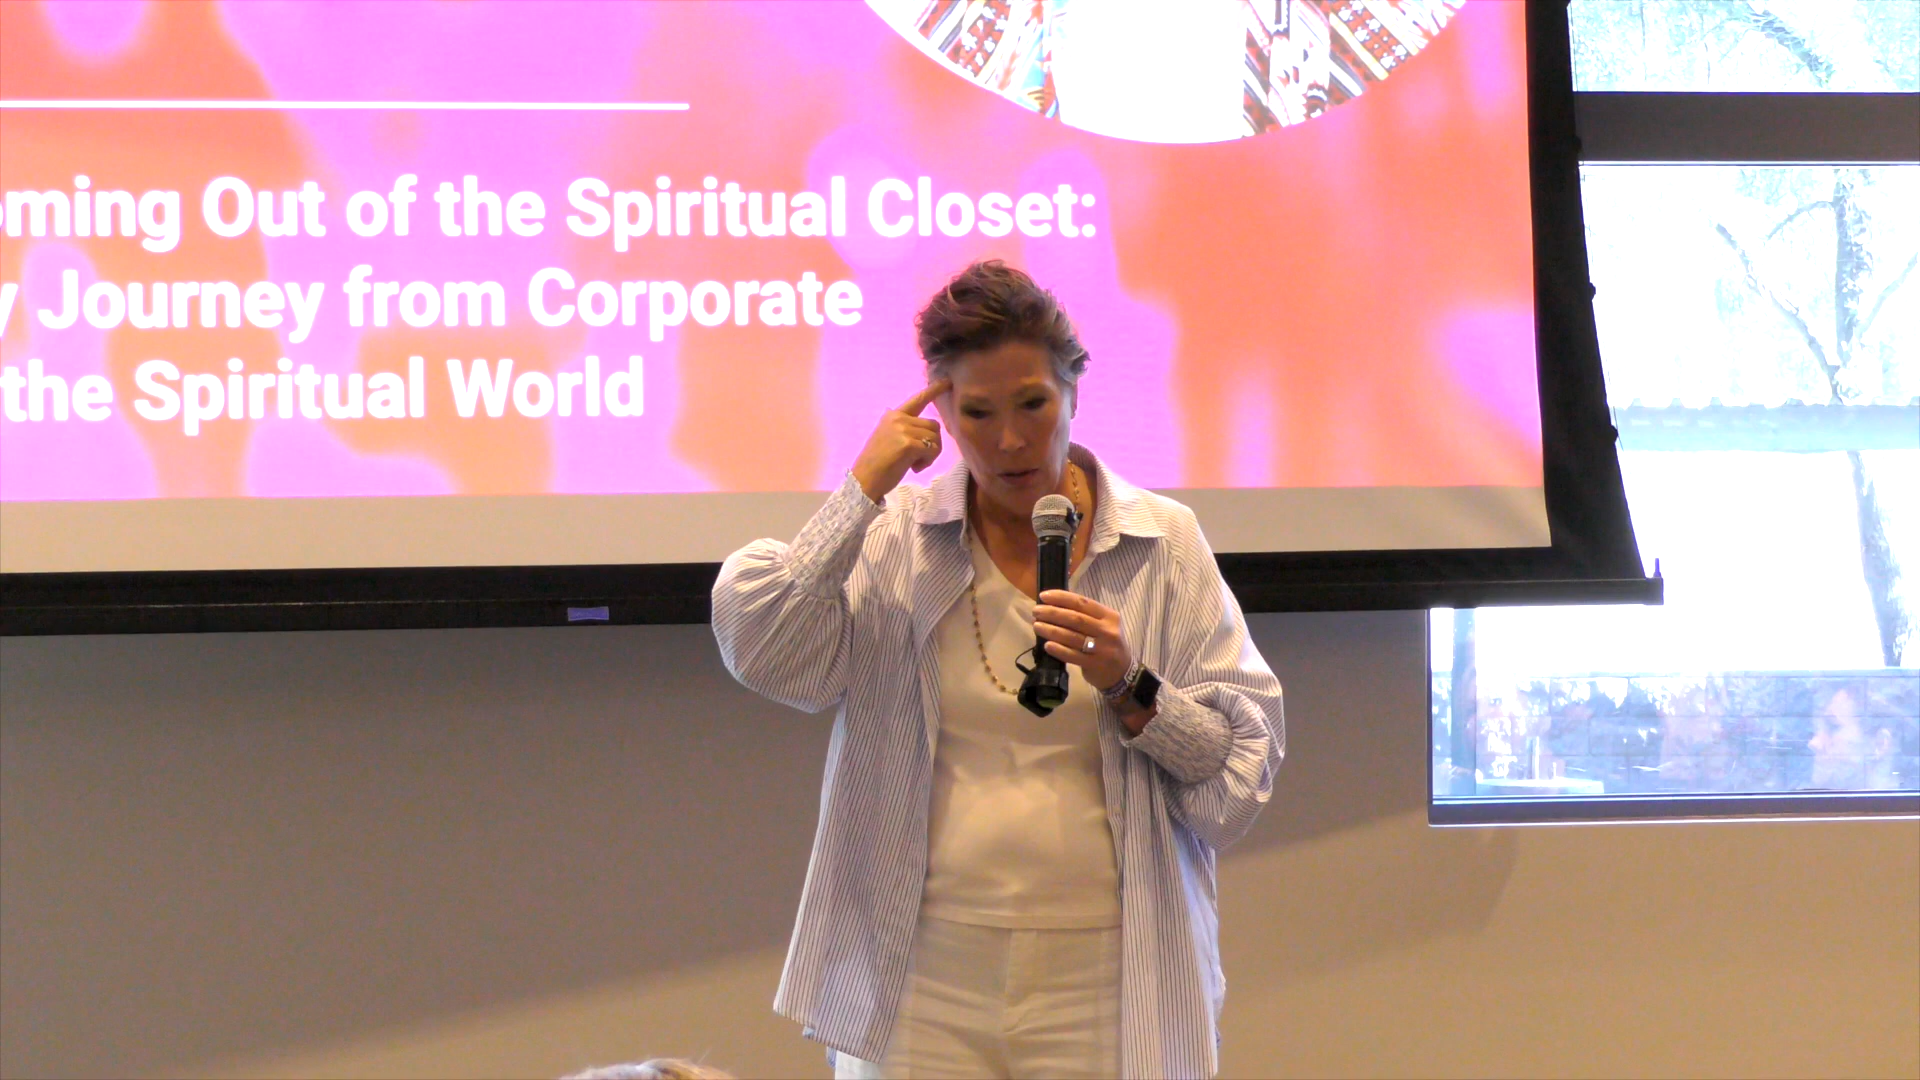 oming Out of the Spiritual Closet:
y Journey from Corporate
the Spiritual World